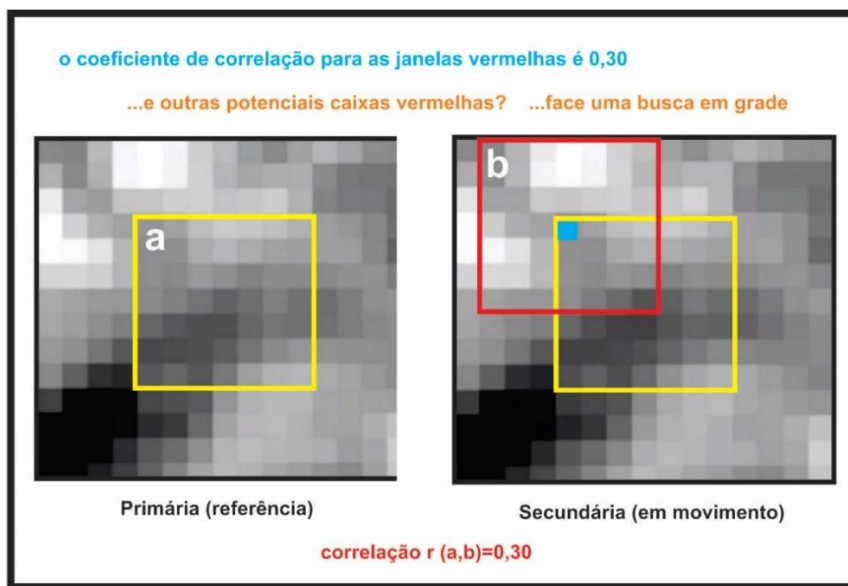 o coeficiente de correlação para as janelas vermelhas é 0,30
...e outras potenciais caixas vermelhas? ...face uma busca em grade
a
b
Primária (referência)
Secundária (em movimento)
correlação r (a,b)=0,30